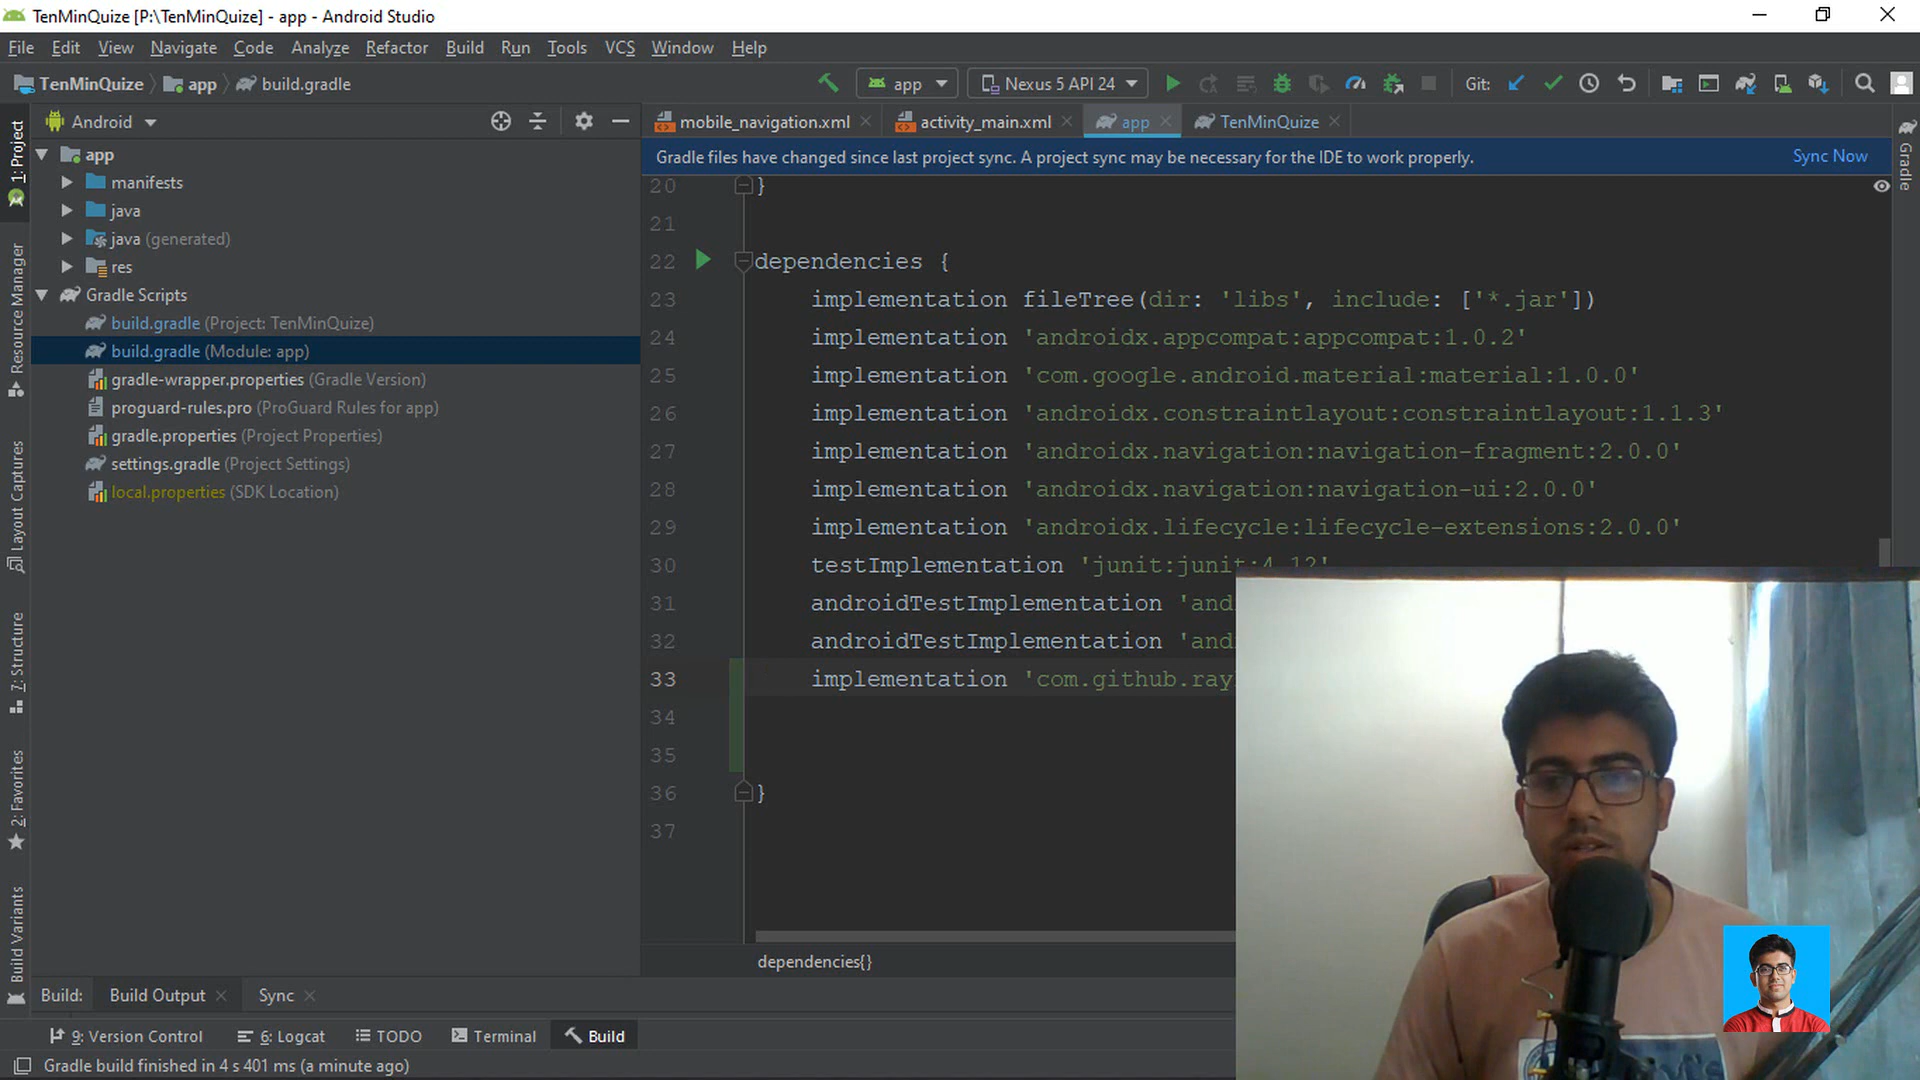 TenMinQuize [P:\TenMinQuize] - app - Android Studio
File Edit View Navigate Code Analyze Refactor Build Run Tools VCS Window Help
TenMinQuize app build.gradle
app Nexus 5 API 24 Git:
1: Project
Resource Manager
Layout Captures
7: Structure
2: Favorites
Build Variants
Android
app
manifests
java
java (generated)
res
Gradle Scripts
build.gradle (Project: TenMinQuize)
build.gradle (Module: app)
gradle-wrapper.properties (Gradle Version)
proguard-rules.pro (ProGuard Rules for app)
gradle.properties (Project Properties)
settings.gradle (Project Settings)
local.properties (SDK Location)
mobile_navigation.xml activity_main.xml app TenMinQuize
Gradle files have changed since last project sync. A project sync may be necessary for the IDE to work properly. Sync Now
Gradle
20 }
21
22 dependencies {
23 implementation fileTree(dir: 'libs', include: ['*.jar'])
24 implementation 'androidx.appcompat:appcompat:1.0.2'
25 implementation 'com.google.android.material:material:1.0.0'
26 implementation 'androidx.constraintlayout:constraintlayout:1.1.3'
27 implementation 'androidx.navigation:navigation-fragment:2.0.0'
28 implementation 'androidx.navigation:navigation-ui:2.0.0'
29 implementation 'androidx.lifecycle:lifecycle-extensions:2.0.0'
30 testImplementation 'junit:junit:4.12'
31 androidTestImplementation 'and
32 androidTestImplementation 'and
33 implementation 'com.github.ray
34
35
36 }
37
dependencies{}
Build: Build Output Sync
9: Version Control 6: Logcat TODO Terminal Build
Gradle build finished in 4 s 401 ms (a minute ago)